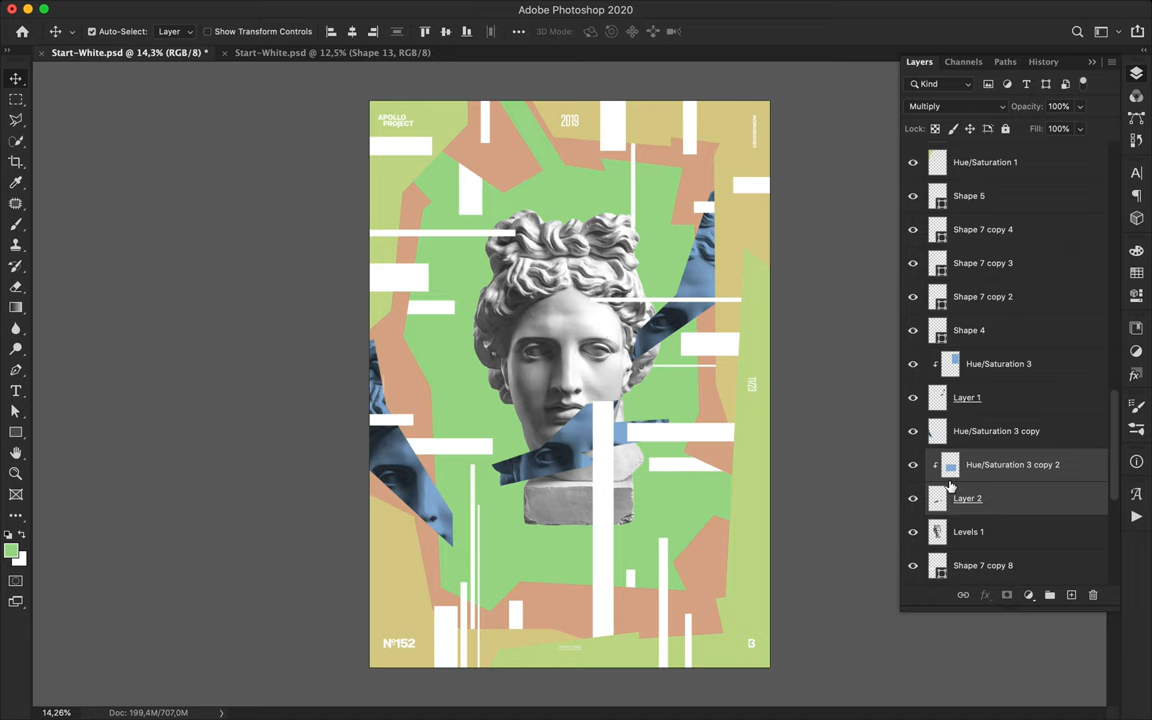 Adobe Photoshop 2020
Auto-Select: Layer Show Transform Controls 3D Mode:
Start-White.psd @ 14,3% (RGB/8) * Start-White.psd @ 12,5% (Shape 13, RGB/8)
Layers Channels Paths History
Kind
Multiply Opacity: 100%
Lock: Fill: 100%
Hue/Saturation 1
Shape 5
Shape 7 copy 4
Shape 7 copy 3
Shape 7 copy 2
Shape 4
Hue/Saturation 3
Layer 1
Hue/Saturation 3 copy
Hue/Saturation 3 copy 2
Layer 2
Levels 1
Shape 7 copy 8
APOLLO
PROJECT
2019
11/23
Nº152
B
14,26% Doc: 199,4M/707,0M